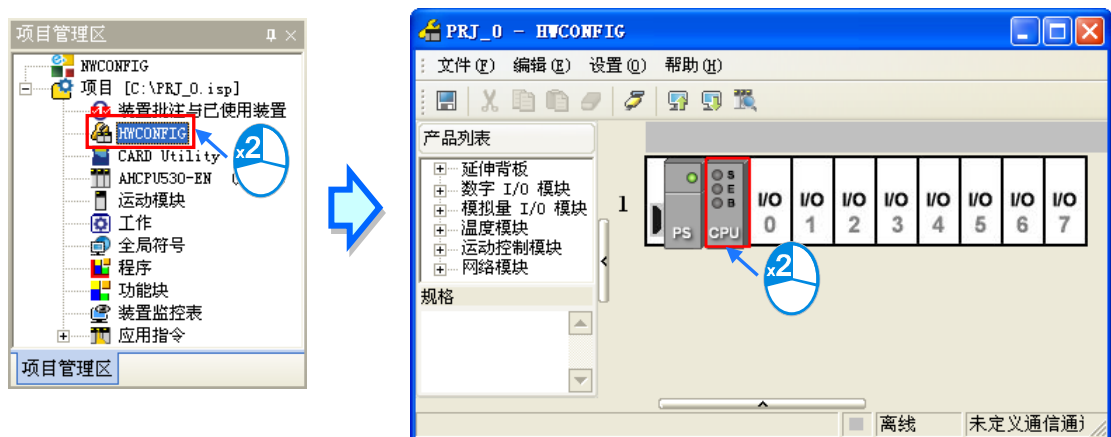 项目管理区
NWCONFIG
项目 [C:\PRJ_0.isp]
装置批注与已使用装置
HWCONFIG
x2
CARD Utility
AHCPU530-EN
运动模块
工作
全局符号
程序
功能块
装置监控表
应用指令
项目管理区
PRJ_0 - HWCONFIG
文件(F) 编辑(E) 设置(O) 帮助(H)
产品列表
延伸背板
数字 I/O 模块
模拟量 I/O 模块
温度模块
运动控制模块
网络模块
规格
1
PS
S
E
B
CPU
I/O I/O I/O I/O I/O I/O I/O I/O
0 1 2 3 4 5 6 7
x2
离线
未定义通信通